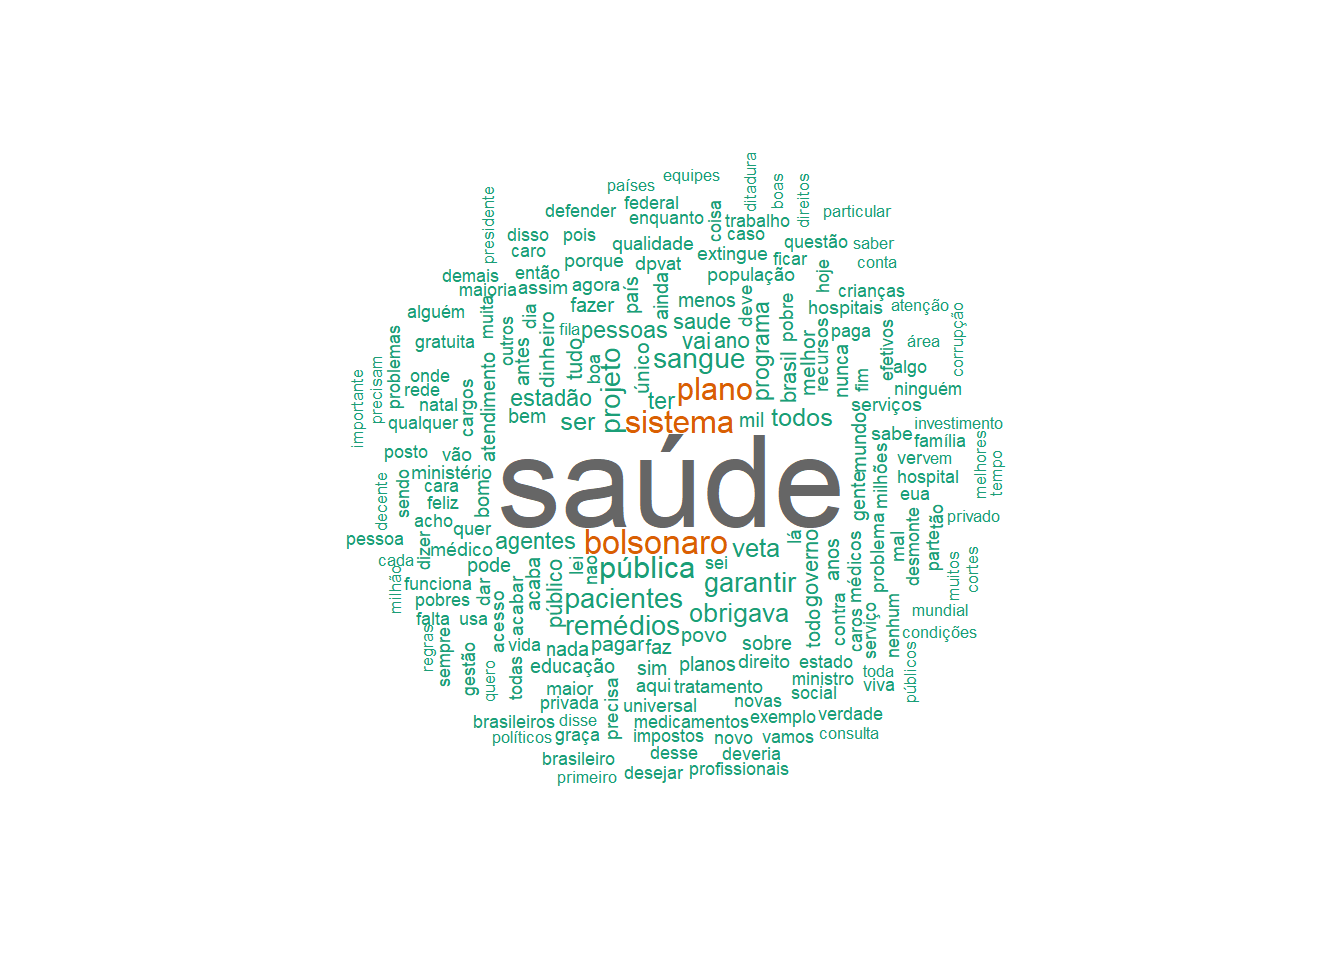 ditadura
equipes
países
boas
direitos
presidente
federal
defender
enquanto
coisa
trabalho
particular
disso
pois
qualidade
caso
questão
saber
caro
porque
dpvat
extingue
ficar
conta
demais
então
população
hoje
maioria
assim
agora
país
ainda
crianças
muita
fazer
menos
deve
pobre
hospitais
atenção
alguém
outros
dia
fila
pessoas
saude
programa
paga
corrupção
problemas
gratuita
antes
dinheiro
tudo
boa
único
vai
ano
brasil
melhor
recursos
nunca
efetivos
área
importante
precisam
onde
projeto
sangue
fim
algo
rede
cargos
atendimento
estadão
ter
plano
ninguém
natal
bem
ser
sistema
mil
todos
serviços
qualquer
investimento
posto
vão
sabe
família
mundo
gente
milhões
ver
vem
melhores
tempo
decente
sendo
ministério
saúde
hospital
cara
bomo
eua
feliz
acho
privado
pessoa
dizer
quer
agentes
bolsonaro
veta
lá
problema
mal
desmonte
parte
tão
médico
cada
pode
lei
nao
pública
sei
governo
anos
médicos
muitos
cortes
milhão
funciona
dar
acaba
público
garantir
pobres
acabar
pacientes
mundial
falta
usa
acesso
remédios
obrigava
todo
contra
caros
serviço
nenhum
condições
regras
sempre
vida
nada
pagar
faz
povo
sobre
gestão
quero
todas
educação
sim
planos
direito
estado
toda
públicos
maior
aqui
tratamento
ministro
viva
privada
precisa
universal
novas
social
brasileiros
disse
medicamentos
exemplo
verdade
políticos
graça
impostos
novo
vamos
consulta
brasileiro
desse
deveria
primeiro
desejar
profissionais